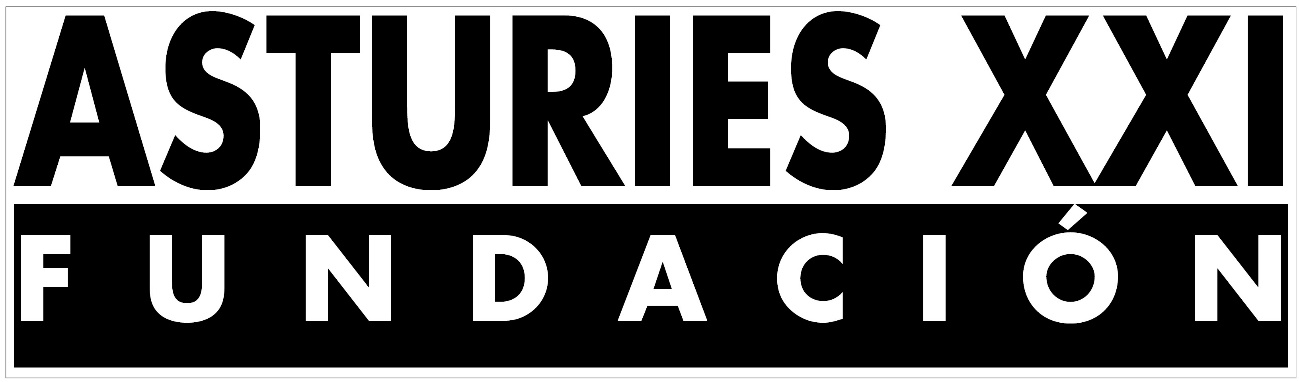 ASTURIES XXI
FUNDACIÓN